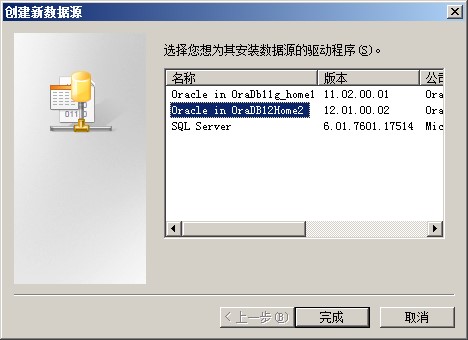 创建新数据源
选择您想为其安装数据源的驱动程序(S)。
名称 版本 公司
Oracle in OraDb11g_home1 11.02.00.01 Ora
Oracle in OraDB12Home2 12.01.00.02 Ora
SQL Server 6.01.7601.17514 Mic
< 上一步(B) 完成 取消